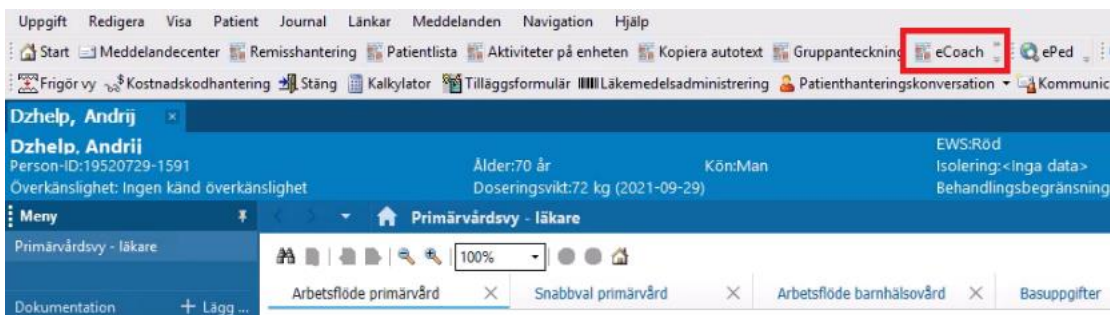 Uppgift Redigera Visa Patient Journal Länkar Meddelanden Navigation Hjälp
Start Meddelandecenter Remisshantering Patientlista Aktiviteter på enheten Kopiera autotext Gruppanteckning eCoach ePed
Frigör vy Kostnadskodhantering Stäng Kalkylator Tilläggsformulär Läkemedelsadministrering Patienthanteringskonversation Kommunic
Dzhelp, Andrij
Dzhelp, Andrij EWS:Röd
Person-ID:19520729-1591 Ålder:70 år Kön:Man Isolering:<Inga data>
Överkänslighet: Ingen känd överkänslighet Doseringsvikt:72 kg (2021-09-29) Behandlingsbegränsning
Meny Primärvårdsvy - läkare
Primärvårdsvy - läkare
100%
Arbetsflöde primärvård Snabbval primärvård Arbetsflöde barnhälsovård Basuppgifter
Dokumentation + Lägg ...